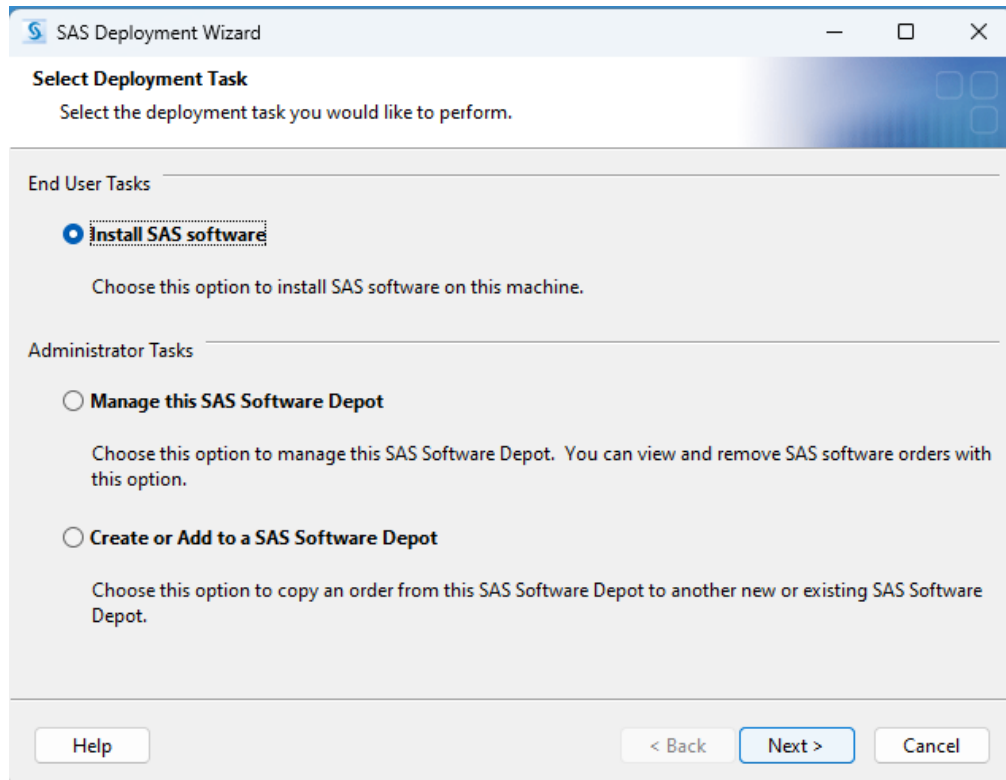 SAS Deployment Wizard
Select Deployment Task
Select the deployment task you would like to perform.
End User Tasks
Install SAS software
Choose this option to install SAS software on this machine.
Administrator Tasks
Manage this SAS Software Depot
Choose this option to manage this SAS Software Depot.  You can view and remove SAS software orders with
this option.
Create or Add to a SAS Software Depot
Choose this option to copy an order from this SAS Software Depot to another new or existing SAS Software
Depot.
Help < Back Next > Cancel